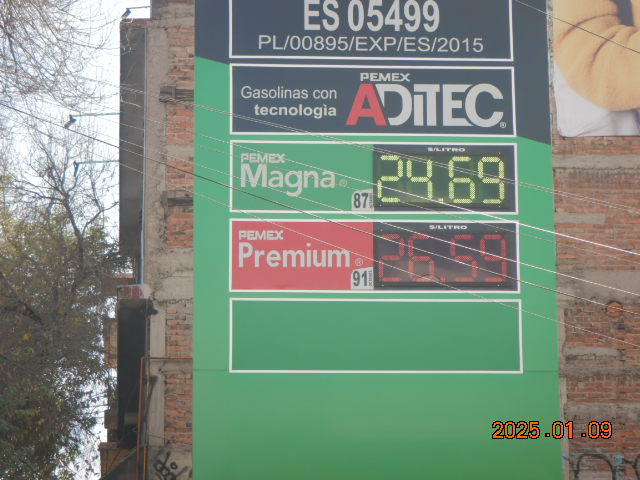 ES 05499
PL/00895/EXP/ES/2015
Gasolinas con
tecnología
PEMEX
ADITEC®
$/LITRO
PEMEX
Magna®
87
24.69
$/LITRO
PEMEX
Premium®
91
26.59
2025.01.09